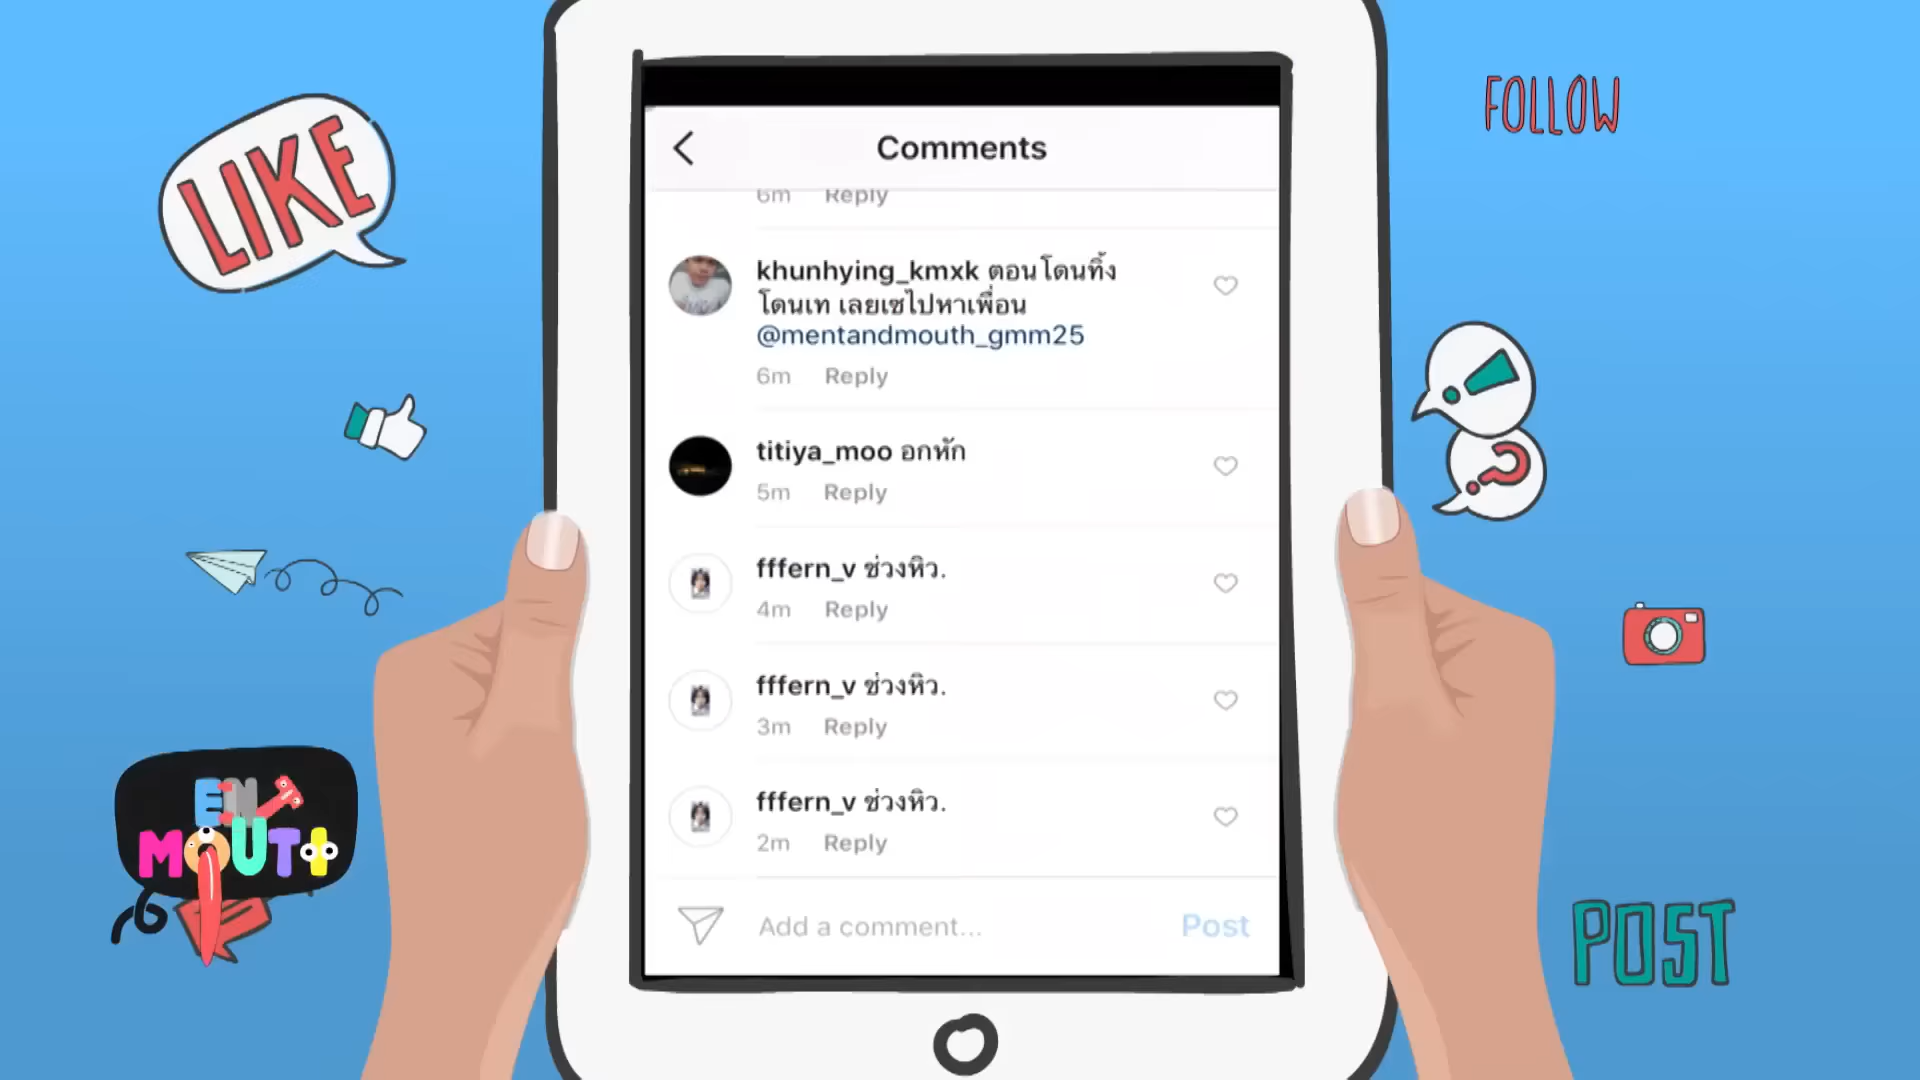 LIKE
FOLLOW
Comments
6m Reply
khunhying_kmxk ตอนโดนทิ้ง
โดนเท เลยเซไปหาเพื่อน
@mentandmouth_gmm25
6m Reply
titiya_moo อกหัก
5m Reply
fffern_v ช่วงหิว.
4m Reply
fffern_v ช่วงหิว.
3m Reply
fffern_v ช่วงหิว.
2m Reply
Add a comment... Post
MOUTH
POST